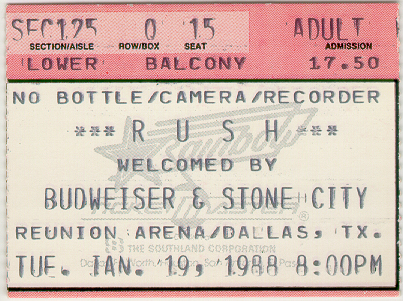 SEC125 0 15 ADULT
SECTION/AISLE ROW/BOX SEAT ADMISSION
LOWER BALCONY 17.50
NO BOTTLE/CAMERA/RECORDER
*** R U S H ***
WELCOMED BY
BUDWEISER & STONE CITY
REUNION ARENA/DALLAS, TX.
THE SOUTHLAND CORPORATION
TUE. JAN. 19, 1988 8:00PM